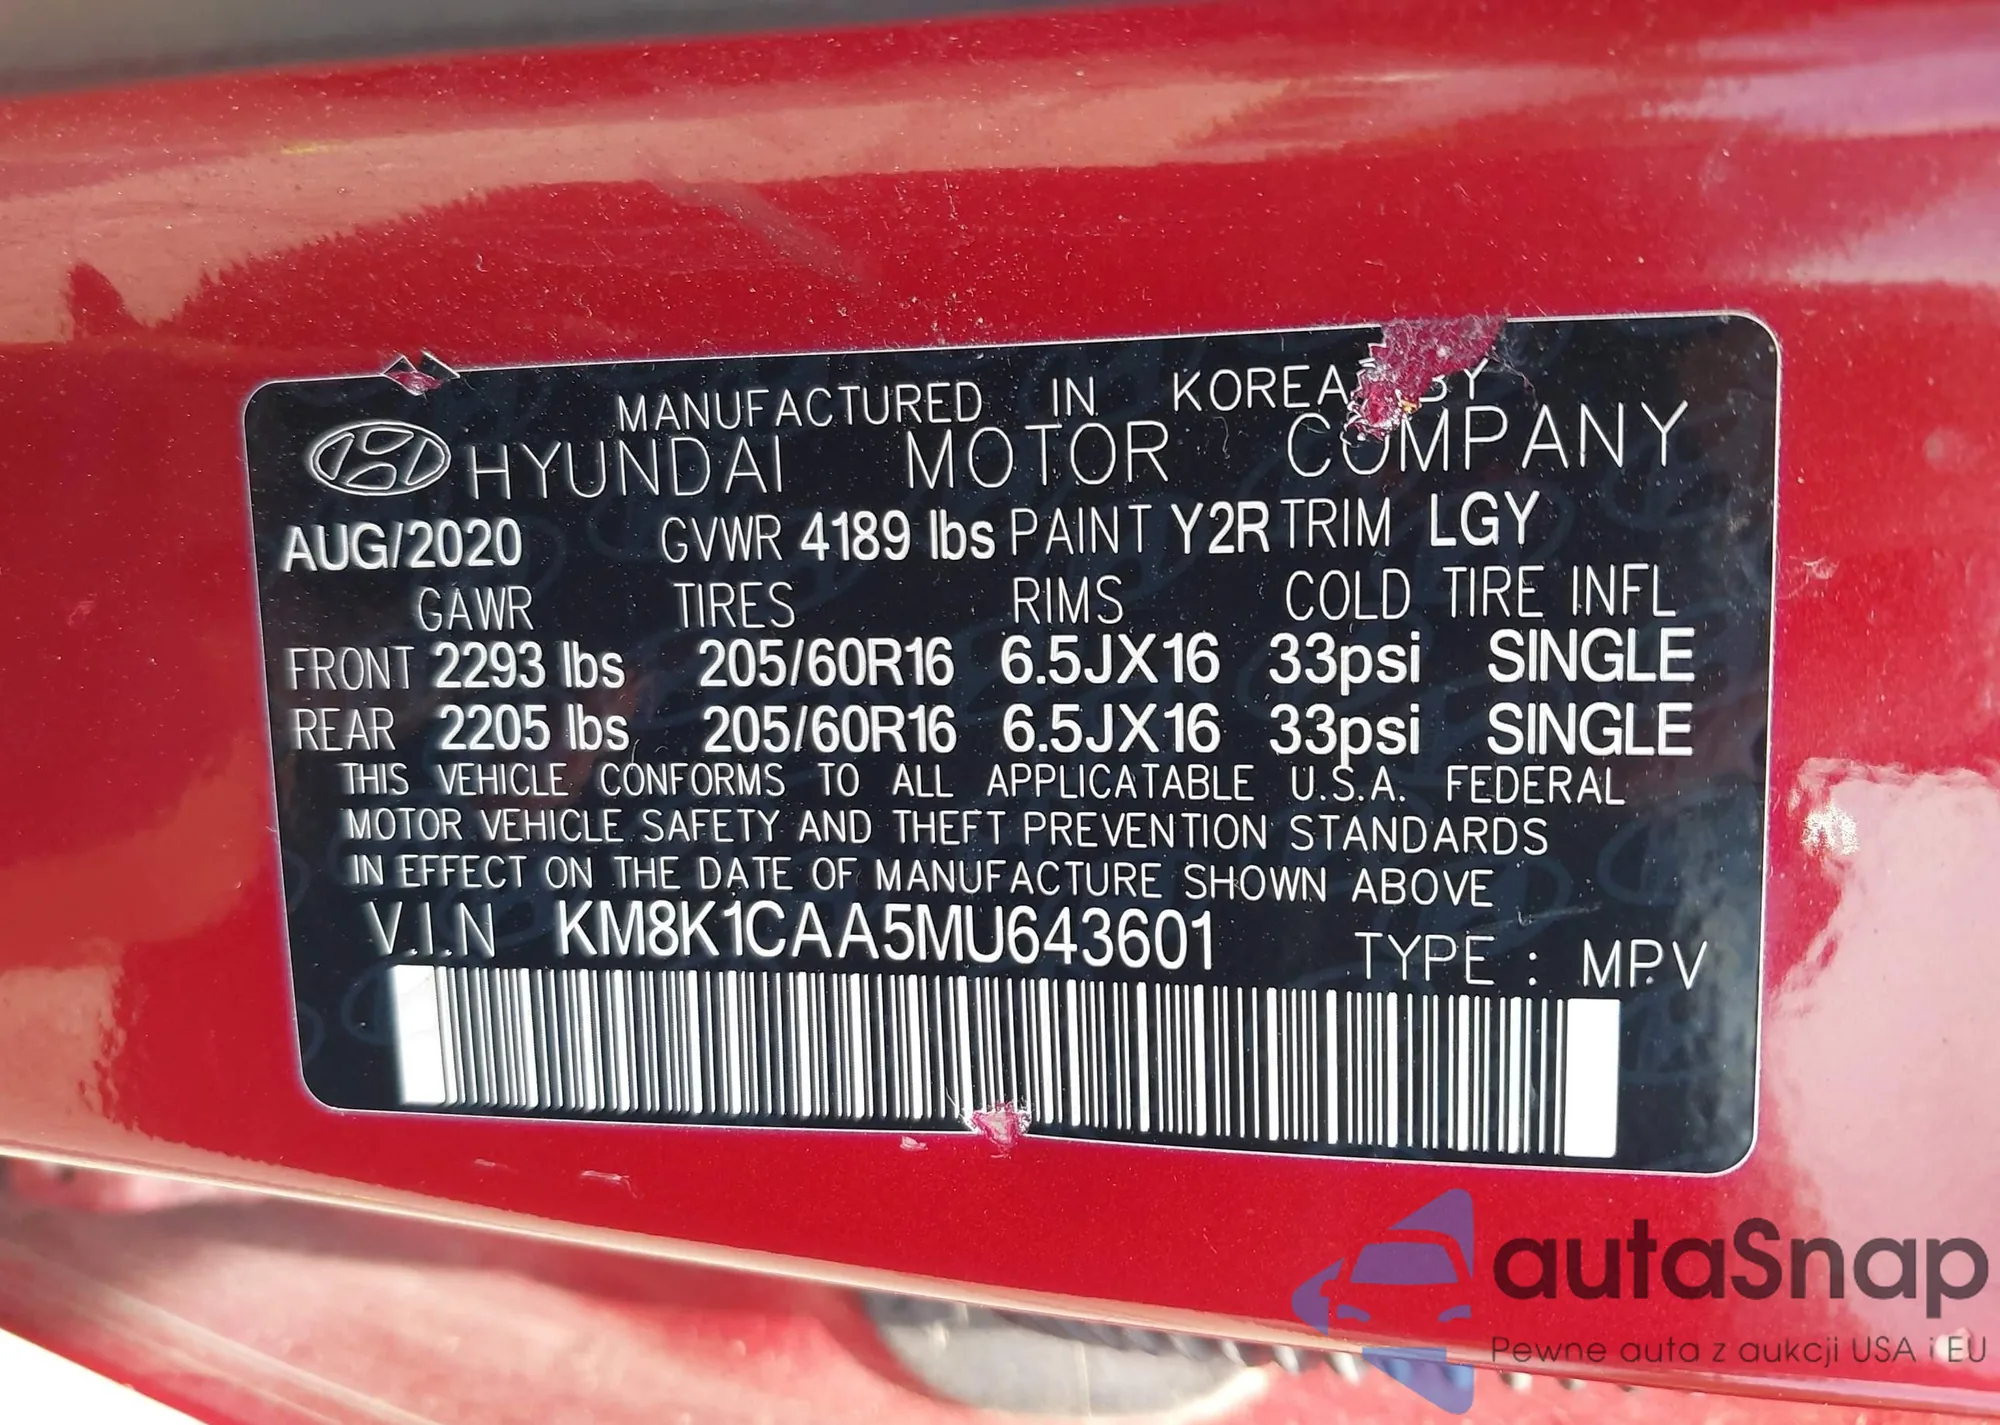 MANUFACTURED IN KOREA BY
HYUNDAI MOTOR COMPANY
AUG/2020 GVWR 4189 lbs PAINT Y2R TRIM LGY
GAWR TIRES RIMS COLD TIRE INFL
FRONT 2293 lbs 205/60R16 6.5JX16 33psi SINGLE
REAR 2205 lbs 205/60R16 6.5JX16 33psi SINGLE
THIS VEHICLE CONFORMS TO ALL APPLICATABLE U.S.A. FEDERAL
MOTOR VEHICLE SAFETY AND THEFT PREVENTION STANDARDS
IN EFFECT ON THE DATE OF MANUFACTURE SHOWN ABOVE
V.I.N KM8K1CAA5MU643601 TYPE : MPV
autaSnap
Pewne auta z aukcji USA i EU